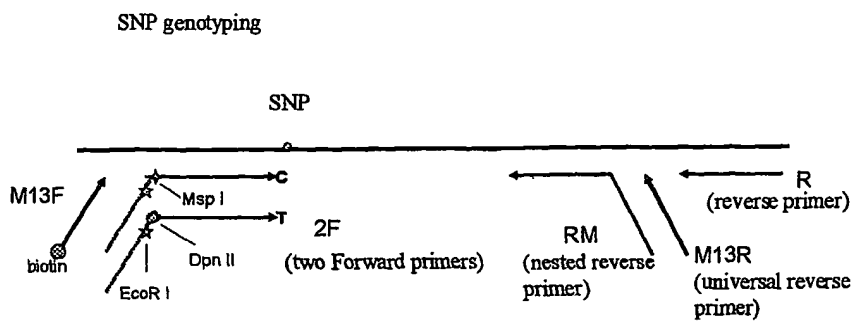 SNP genotyping
SNP
M13F
biotin
Msp I
C
T
Dpn II
EcoR I
2F
(two Forward primers)
RM
(nested reverse
primer)
R
(reverse primer)
M13R
(universal reverse
primer)